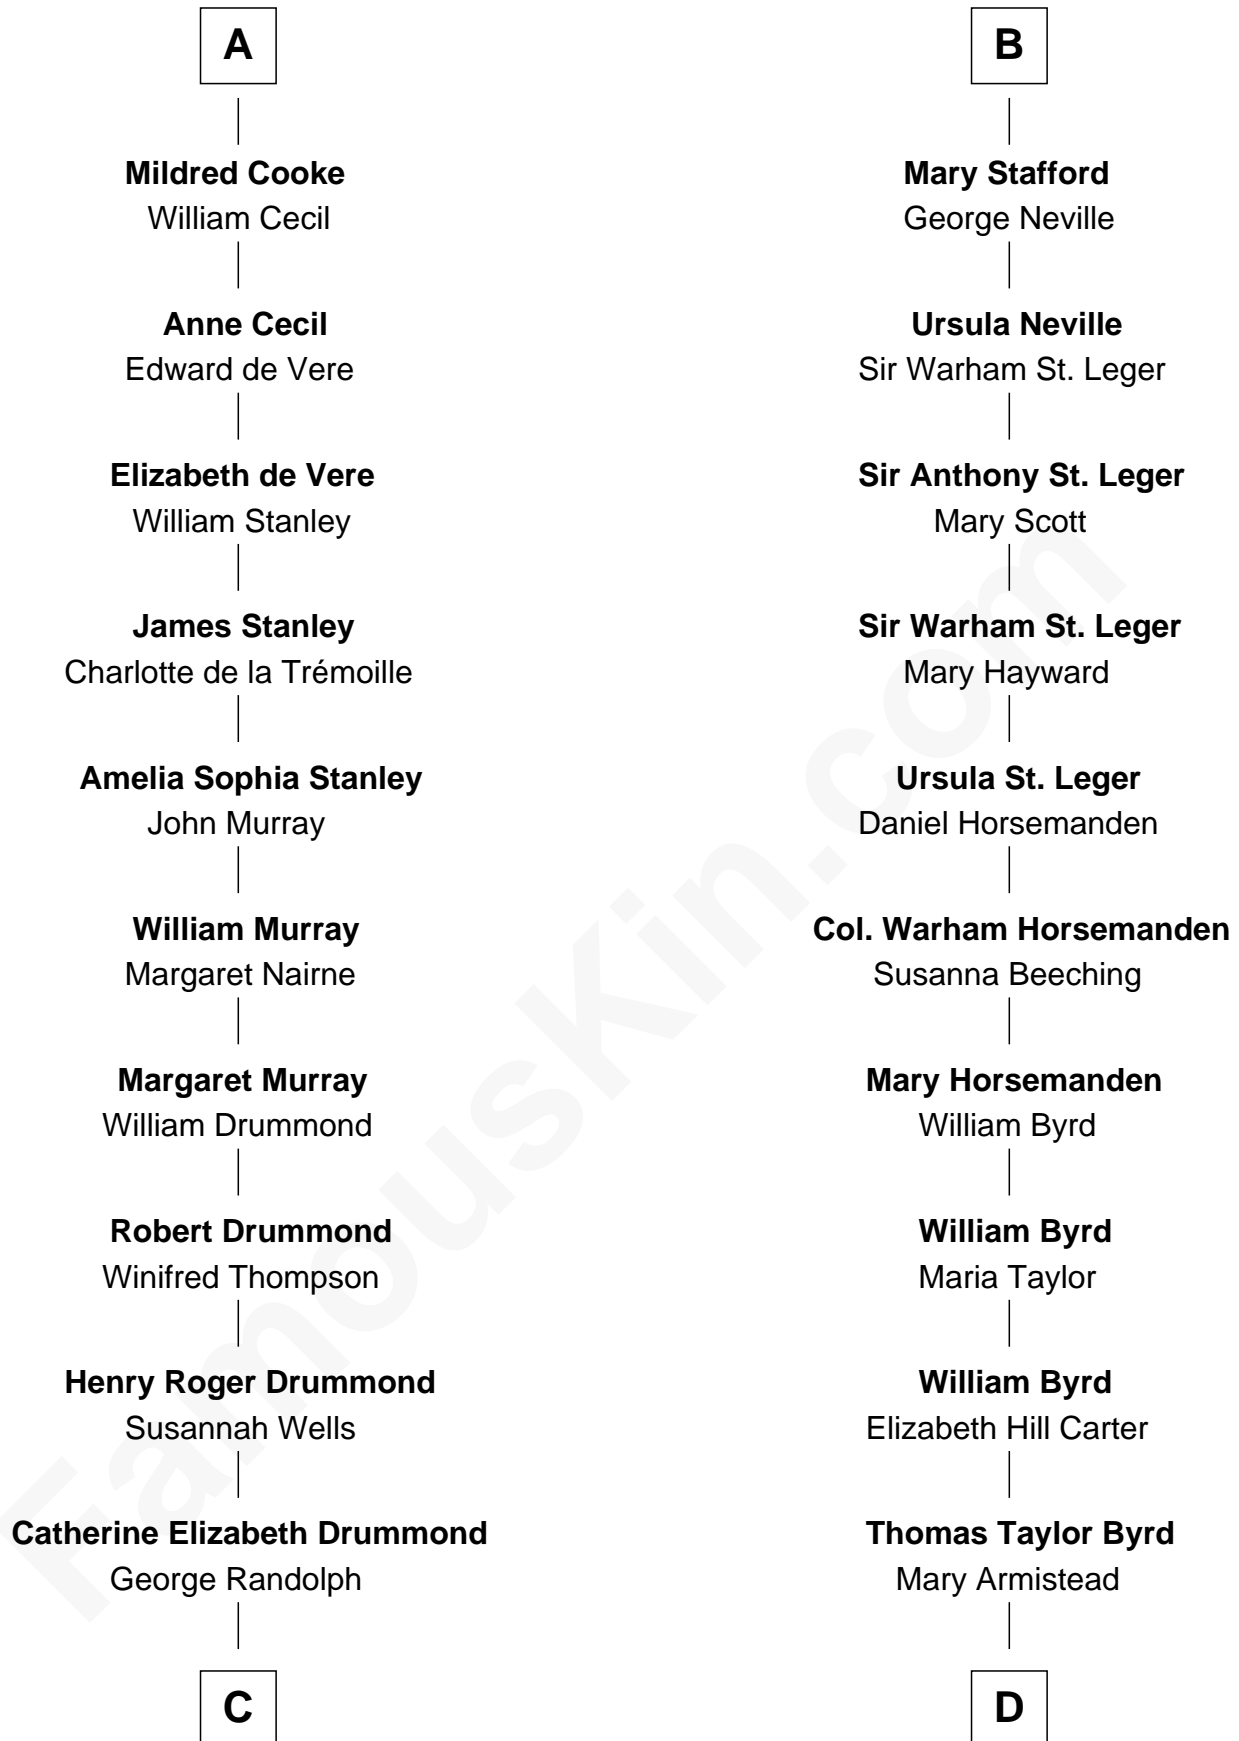 A
Mildred Cooke
William Cecil
Anne Cecil
Edward de Vere
Elizabeth de Vere
William Stanley
James Stanley
Charlotte de la Trémoille
Amelia Sophia Stanley
John Murray
William Murray
Margaret Nairne
Margaret Murray
William Drummond
Robert Drummond
Winifred Thompson
Henry Roger Drummond
Susannah Wells
Catherine Elizabeth Drummond
George Randolph
C
B
Mary Stafford
George Neville
Ursula Neville
Sir Warham St. Leger
Sir Anthony St. Leger
Mary Scott
Sir Warham St. Leger
Mary Hayward
Ursula St. Leger
Daniel Horsemanden
Col. Warham Horsemanden
Susanna Beeching
Mary Horsemanden
William Byrd
William Byrd
Maria Taylor
William Byrd
Elizabeth Hill Carter
Thomas Taylor Byrd
Mary Armistead
D
FamousKin.com